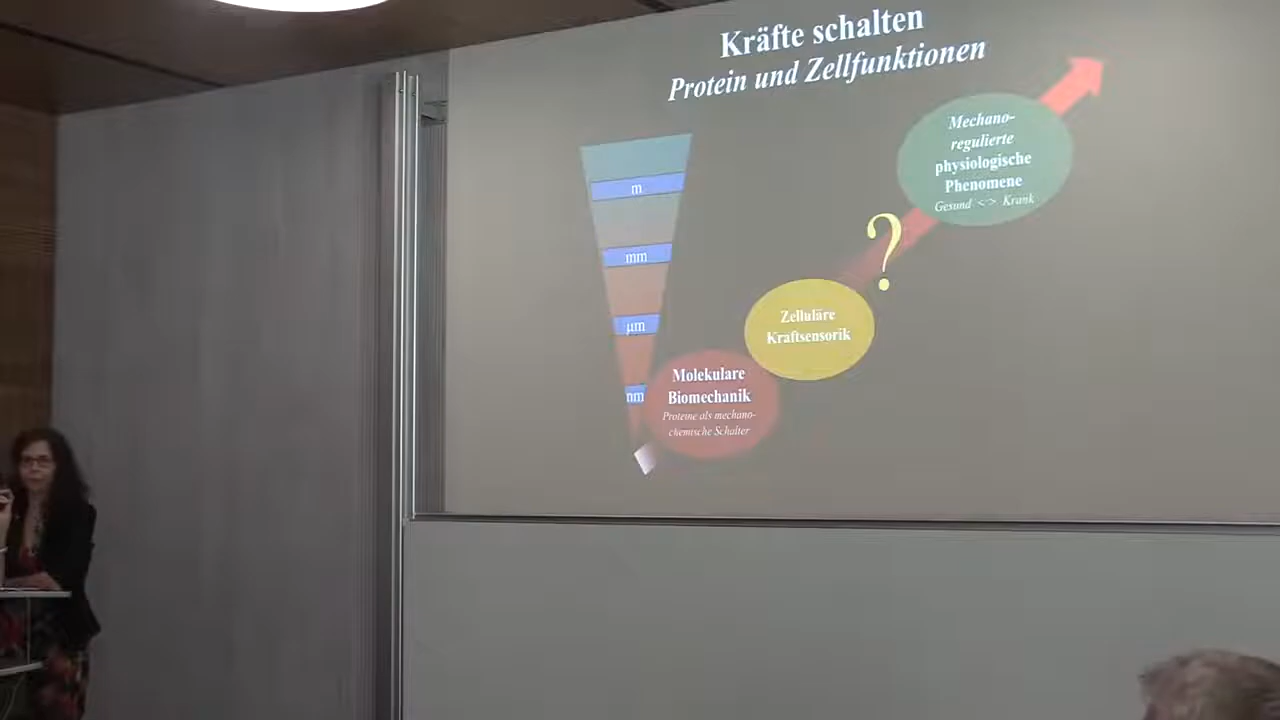 Kräfte schalten
Protein und Zellfunktionen
Mechano-
regulierte
physiologische
Phenomene
Gesund <-> Krank
m
mm
µm
nm
?
Zelluläre
Kraftsensorik
Molekulare
Biomechanik
Proteine als mechano-
chemische Schalter